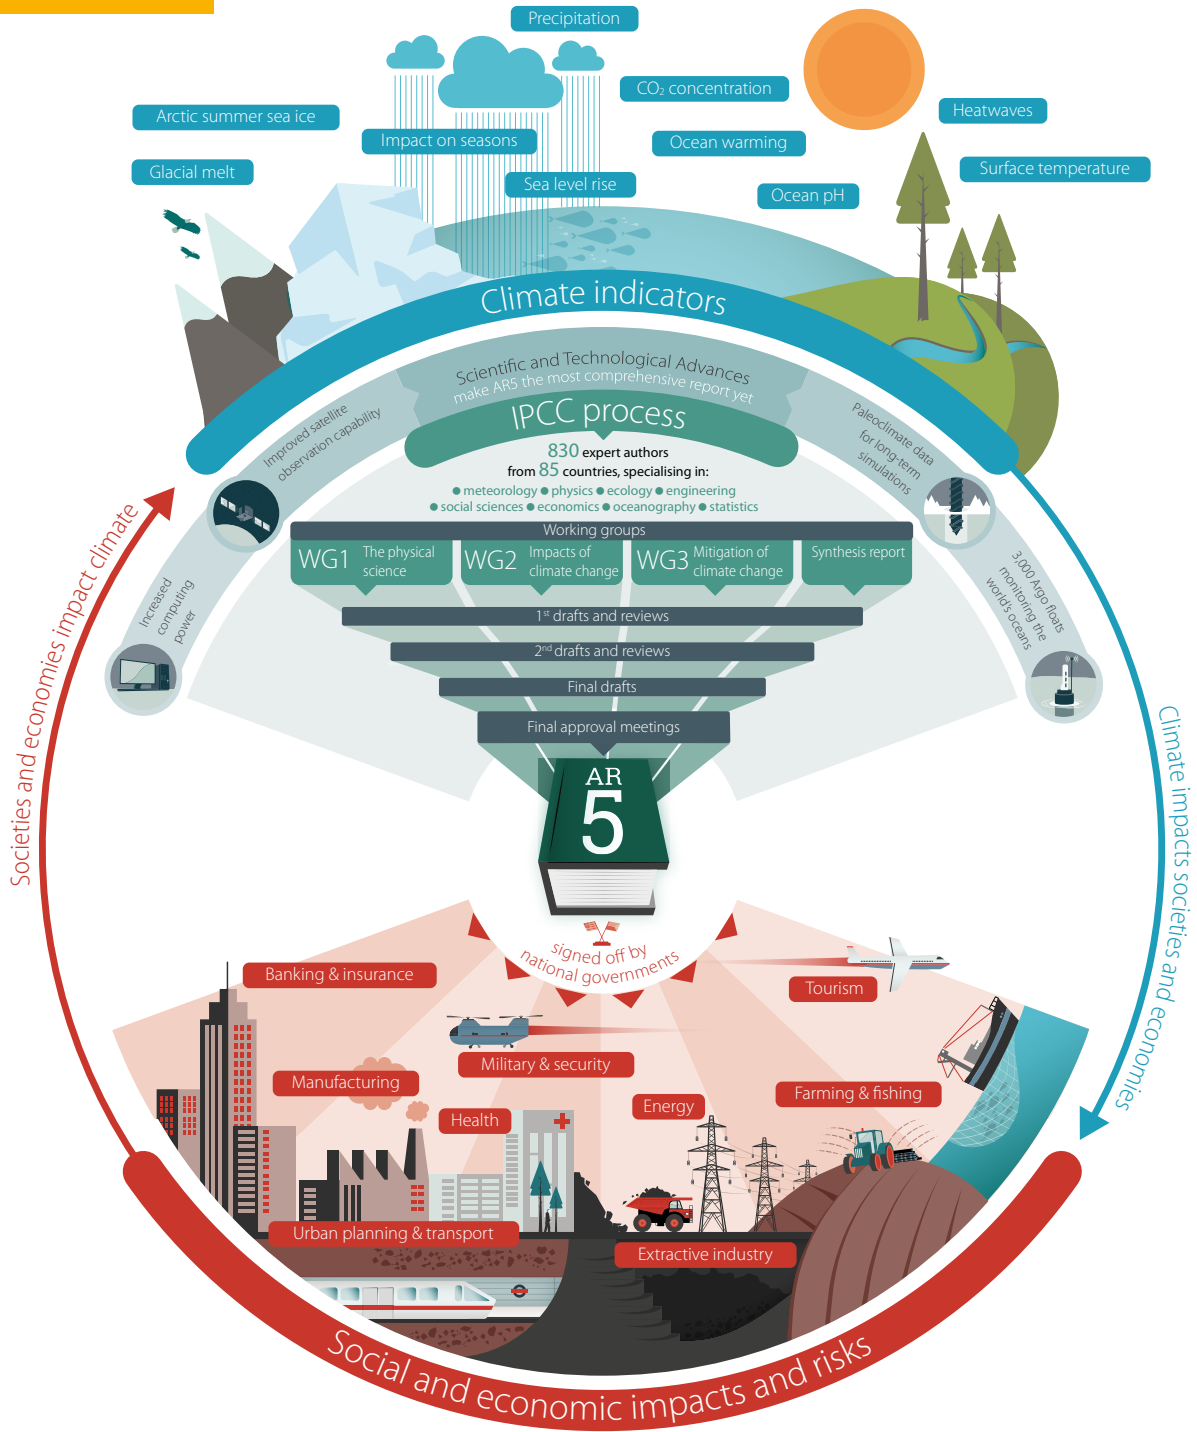 Precipitation
CO₂ concentration
Heatwaves
Arctic summer sea ice
Impact on seasons
Ocean warming
Surface temperature
Glacial melt
Sea level rise
Ocean pH
Climate indicators
Scientific and Technological Advances
make AR5 the most comprehensive report yet
IPCC process
830 expert authors
from 85 countries, specialising in:
● meteorology ● physics ● ecology ● engineering
● social sciences ● economics ● oceanography ● statistics
Improved satellite
observation capability
Increased
computing
power
Paleoclimate data
for long-term
simulations
3,000 Argo floats
monitoring the
world's oceans
Working groups
WG1 The physical
science
WG2 Impacts of
climate change
WG3 Mitigation of
climate change
Synthesis report
1st drafts and reviews
2nd drafts and reviews
Final drafts
Final approval meetings
AR
5
signed off by
national governments
Societies and economies impact climate
Climate impacts societies and economies
Banking & insurance
Tourism
Military & security
Manufacturing
Farming & fishing
Health
Energy
Urban planning & transport
Extractive industry
Social and economic impacts and risks